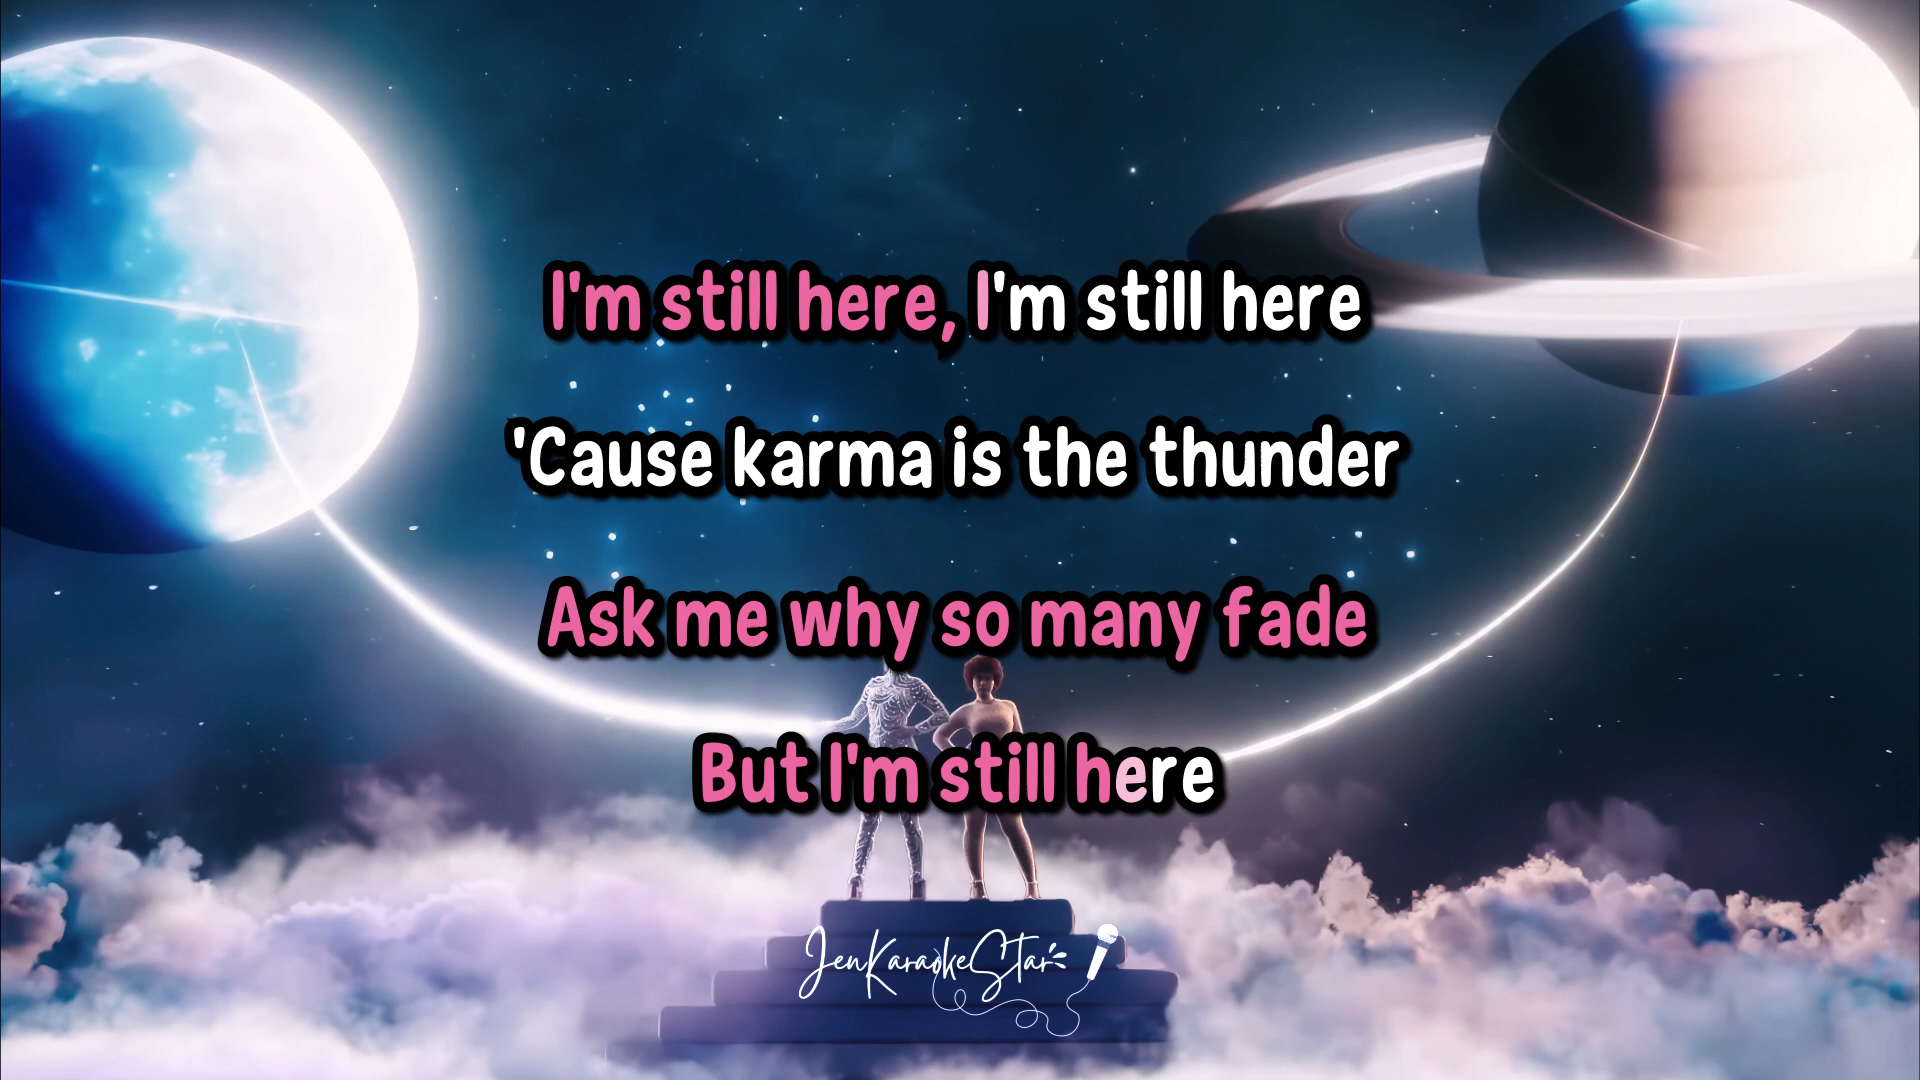 I'm still here, I'm still here
'Cause karma is the thunder
Ask me why so many fade
But I'm still here
JenKaraokeStar